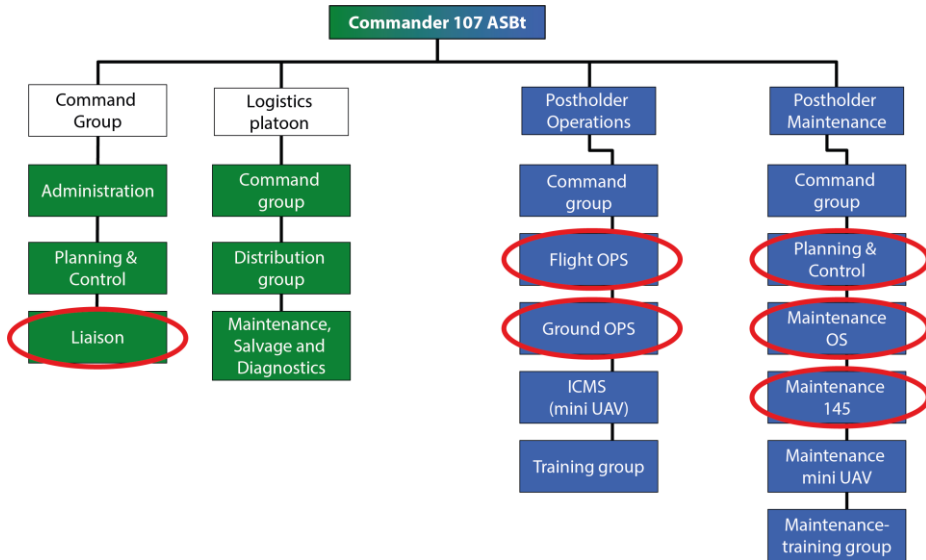 Commander 107 ASBt
Command
Group
Administration
Planning &
Control
Liaison
Logistics
platoon
Command
group
Distribution
group
Maintenance,
Salvage and
Diagnostics
Postholder
Operations
Command
group
Flight OPS
Ground OPS
ICMS
(mini UAV)
Training group
Postholder
Maintenance
Command
group
Planning &
Control
Maintenance
OS
Maintenance
145
Maintenance
mini UAV
Maintenance-
training group